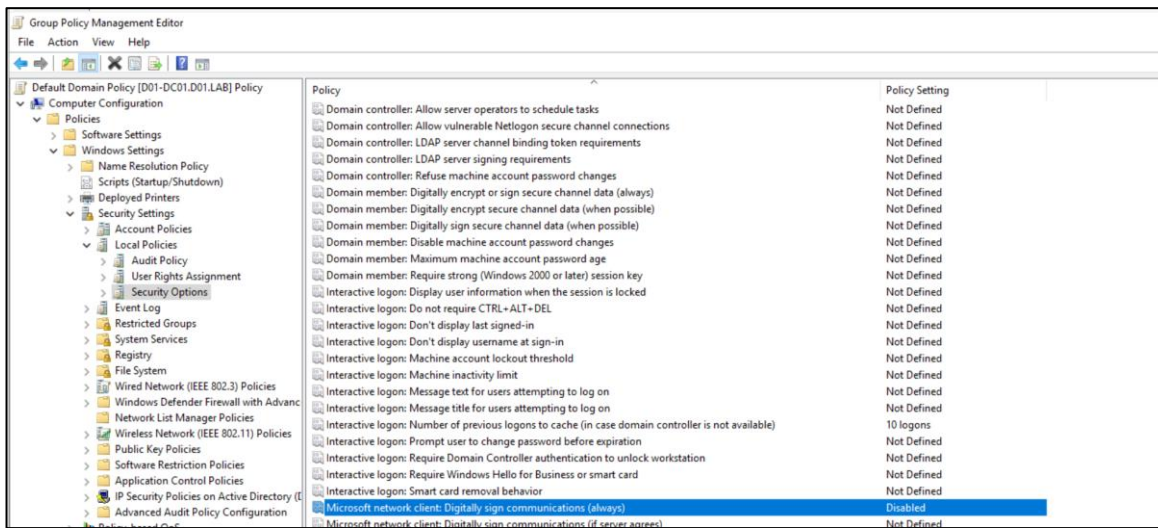 Group Policy Management Editor
File Action View Help
Default Domain Policy [D01-DC01.D01.LAB] Policy
Computer Configuration
Policies
Software Settings
Windows Settings
Name Resolution Policy
Scripts (Startup/Shutdown)
Deployed Printers
Security Settings
Account Policies
Local Policies
Audit Policy
User Rights Assignment
Security Options
Event Log
Restricted Groups
System Services
Registry
File System
Wired Network (IEEE 802.3) Policies
Windows Defender Firewall with Advanc
Network List Manager Policies
Wireless Network (IEEE 802.11) Policies
Public Key Policies
Software Restriction Policies
Application Control Policies
IP Security Policies on Active Directory (D
Advanced Audit Policy Configuration
Policy-based QoS
Policy Policy Setting
Domain controller: Allow server operators to schedule tasks Not Defined
Domain controller: Allow vulnerable Netlogon secure channel connections Not Defined
Domain controller: LDAP server channel binding token requirements Not Defined
Domain controller: LDAP server signing requirements Not Defined
Domain controller: Refuse machine account password changes Not Defined
Domain member: Digitally encrypt or sign secure channel data (always) Not Defined
Domain member: Digitally encrypt secure channel data (when possible) Not Defined
Domain member: Digitally sign secure channel data (when possible) Not Defined
Domain member: Disable machine account password changes Not Defined
Domain member: Maximum machine account password age Not Defined
Domain member: Require strong (Windows 2000 or later) session key Not Defined
Interactive logon: Display user information when the session is locked Not Defined
Interactive logon: Do not require CTRL+ALT+DEL Not Defined
Interactive logon: Don't display last signed-in Not Defined
Interactive logon: Don't display username at sign-in Not Defined
Interactive logon: Machine account lockout threshold Not Defined
Interactive logon: Machine inactivity limit Not Defined
Interactive logon: Message text for users attempting to log on Not Defined
Interactive logon: Message title for users attempting to log on Not Defined
Interactive logon: Number of previous logons to cache (in case domain controller is not available) 10 logons
Interactive logon: Prompt user to change password before expiration Not Defined
Interactive logon: Require Domain Controller authentication to unlock workstation Not Defined
Interactive logon: Require Windows Hello for Business or smart card Not Defined
Interactive logon: Smart card removal behavior Not Defined
Microsoft network client: Digitally sign communications (always) Disabled
Microsoft network client: Digitally sign communications (if server agrees) Not Defined